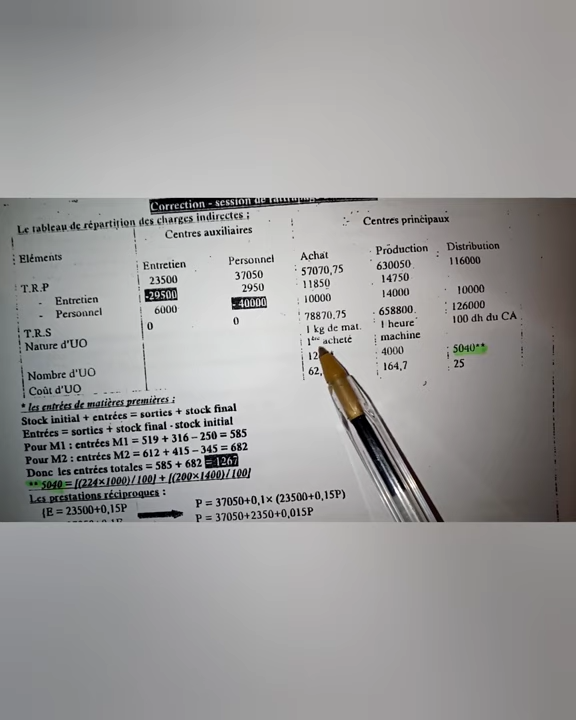 Correction - session de
Le tableau de répartition des charges indirectes :
Eléments Centres auxiliaires Centres principaux
Entretien Personnel Achat Production Distribution
T.R.P 23500 37050 57070,75 630050 116000
- Entretien -29500 2950 11850 14750
- Personnel 6000 - 40000 10000 14000 10000
T.R.S 0 0 78870,75 658800 126000
Nature d'UO 1 kg de mat. 1 heure 100 dh du CA
1ère acheté machine
Nombre d'UO 4000 5040**
Coût d'UO 62, 164,7 25
* les entrées de matières premières :
Stock initial + entrées = sorties + stock final
Entrées = sorties + stock final - stock initial
Pour M1 : entrées M1 = 519 + 316 – 250 = 585
Pour M2 : entrées M2 = 612 + 415 – 345 = 682
Donc les entrées totales = 585 + 682 = 1267
** 5040 = [(224×1000) / 100] + [(200×1400) / 100]
Les prestations réciproques :
{E = 23500+0,15P P = 37050+0,1× (23500+0,15P)
P = 37050+2350+0,015P